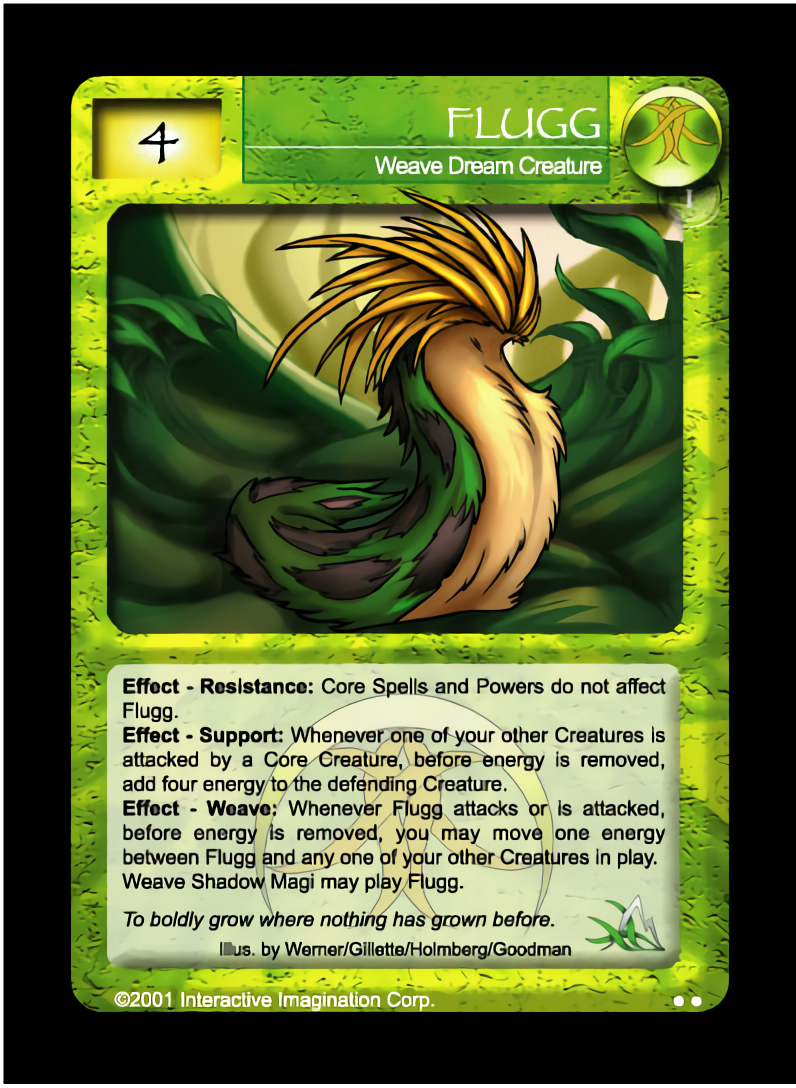 4
FLUGG
Weave Dream Creature
1
Effect - Resistance: Core Spells and Powers do not affect
Flugg.
Effect - Support: Whenever one of your other Creatures is
attacked by a Core Creature, before energy is removed,
add four energy to the defending Creature.
Effect - Weave: Whenever Flugg attacks or is attacked,
before energy is removed, you may move one energy
between Flugg and any one of your other Creatures in play.
Weave Shadow Magi may play Flugg.
To boldly grow where nothing has grown before.
Illus. by Werner/Gillette/Holmberg/Goodman
©2001 Interactive Imagination Corp.